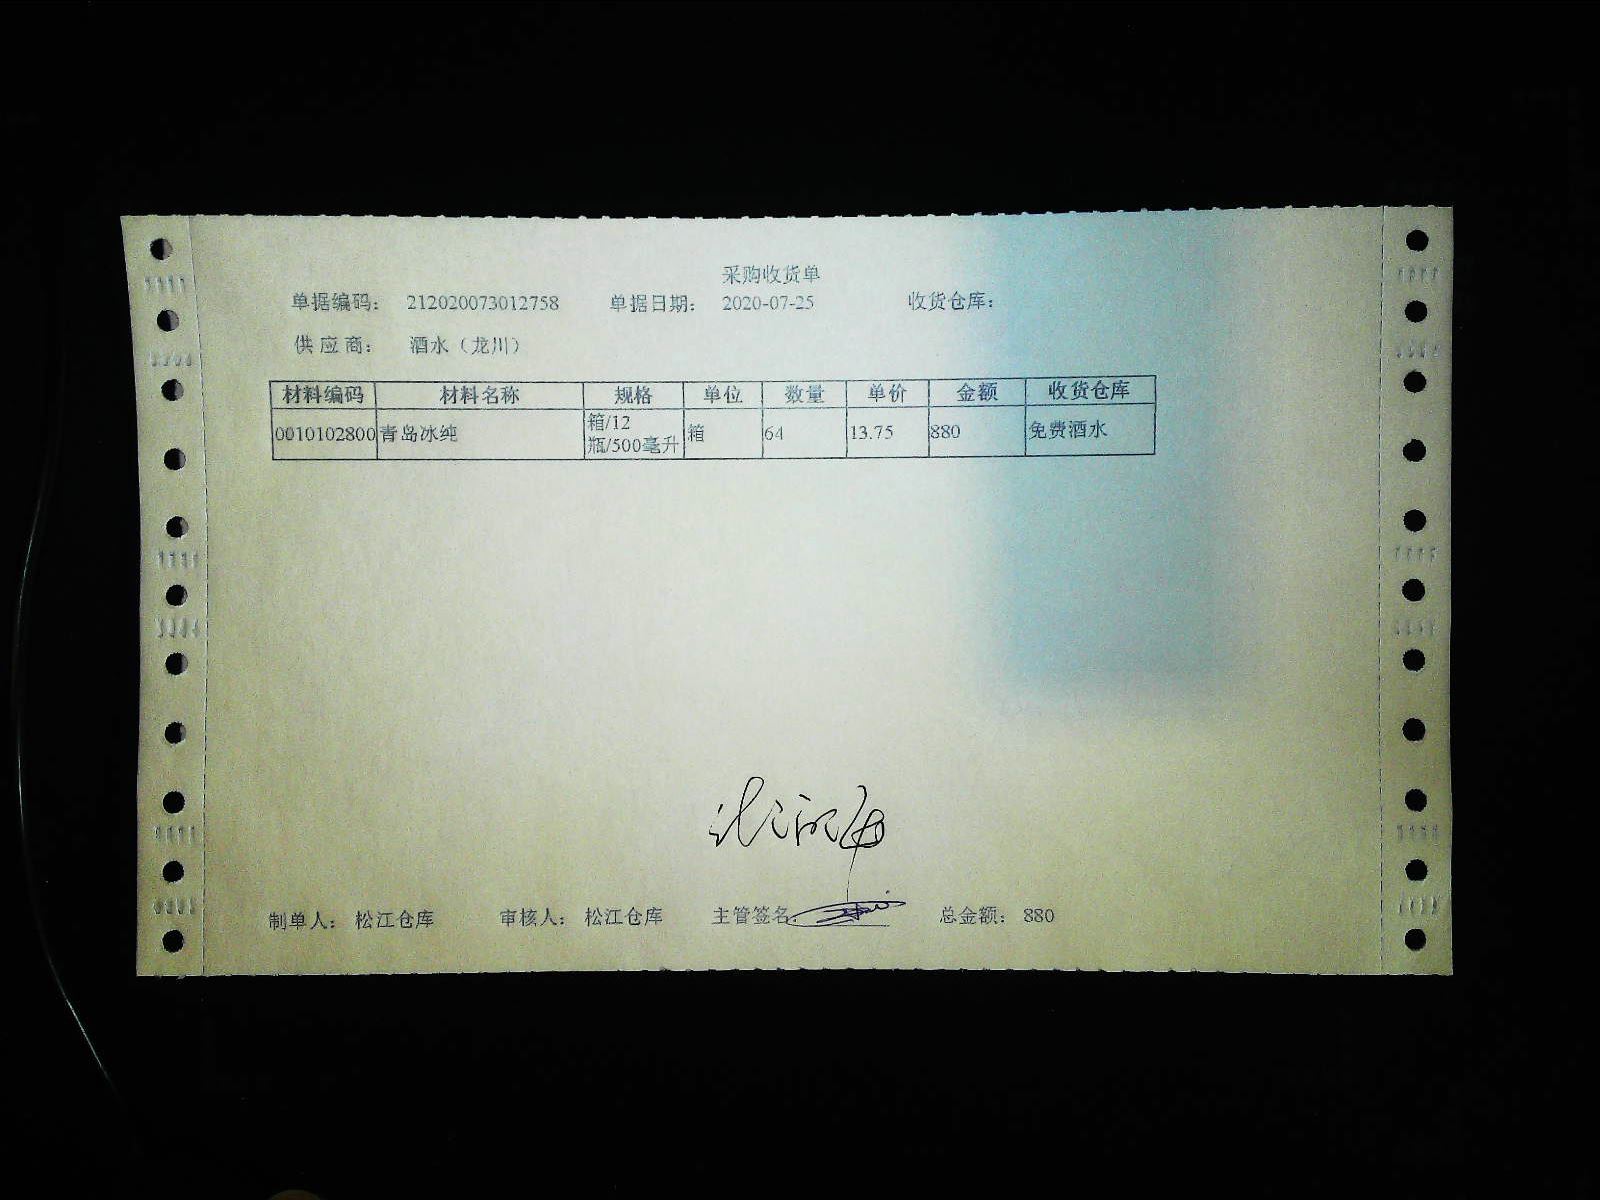 采购收货单
单据编码： 212020073012758 单据日期： 2020-07-25 收货仓库：
供 应 商： 酒水（龙川）
材料编码 材料名称 规格 单位 数量 单价 金额 收货仓库
0010102800 青岛冰纯 箱/12瓶/500毫升 箱 64 13.75 880 免费酒水
制单人： 松江仓库 审核人： 松江仓库 主管签名: 总金额： 880